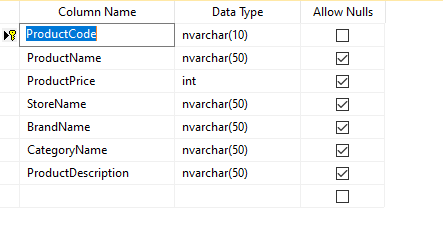 Column Name Data Type Allow Nulls
ProductCode nvarchar(10)
ProductName nvarchar(50)
ProductPrice int
StoreName nvarchar(50)
BrandName nvarchar(50)
CategoryName nvarchar(50)
ProductDescription nvarchar(50)